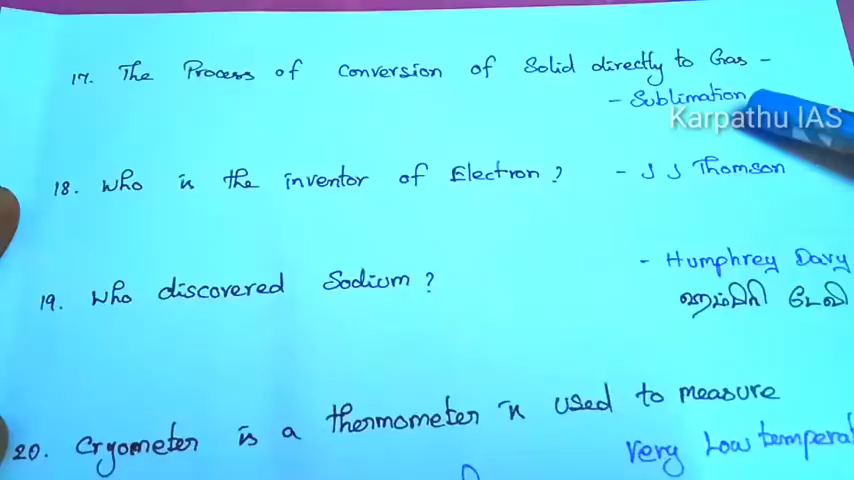 17. The Process of conversion of Solid directly to Gas -
- Sublimation
Karpathu IAS
18. Who is the inventor of Electron ? - J J Thomson
19. Who discovered Sodium ? - Humphrey Davy
ஹம்பிரி டேவி
20. Cryometer is a thermometer is used to measure
Very Low temperat